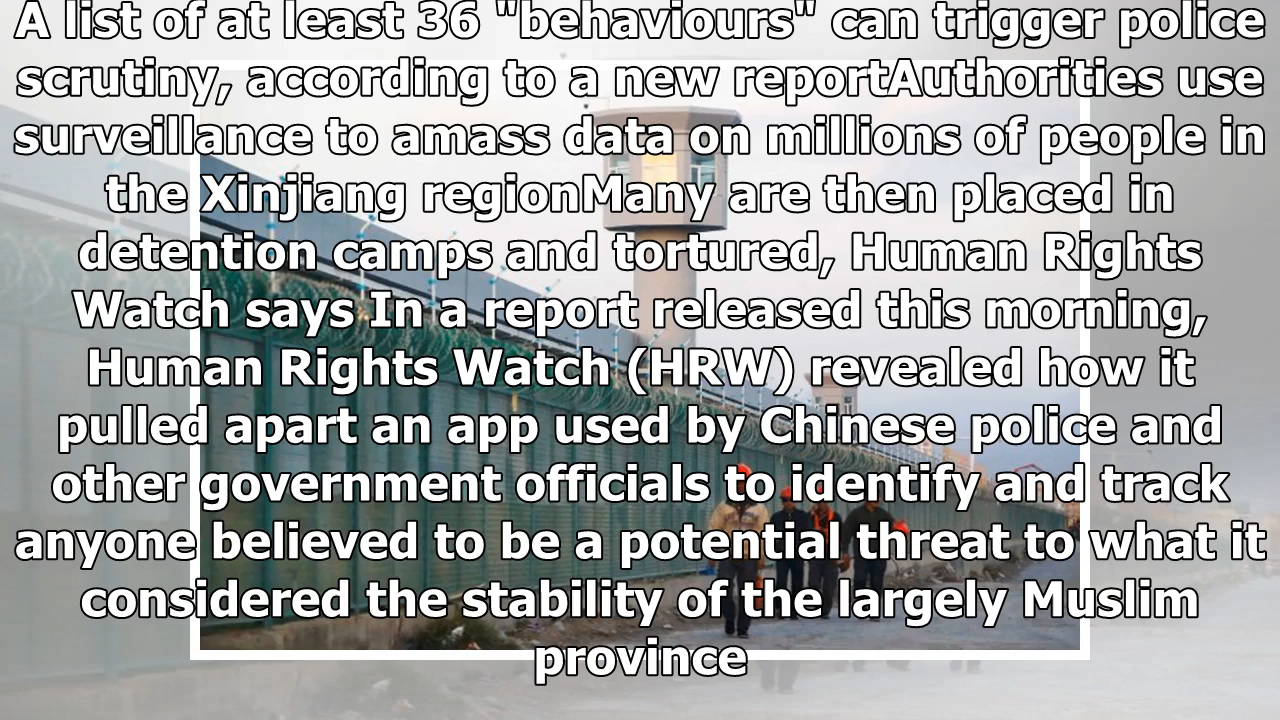 A list of at least 36 "behaviours" can trigger police
scrutiny, according to a new reportAuthorities use
surveillance to amass data on millions of people in
the Xinjiang regionMany are then placed in
detention camps and tortured, Human Rights
Watch says In a report released this morning,
Human Rights Watch (HRW) revealed how it
pulled apart an app used by Chinese police and
other government officials to identify and track
anyone believed to be a potential threat to what it
considered the stability of the largely Muslim
province